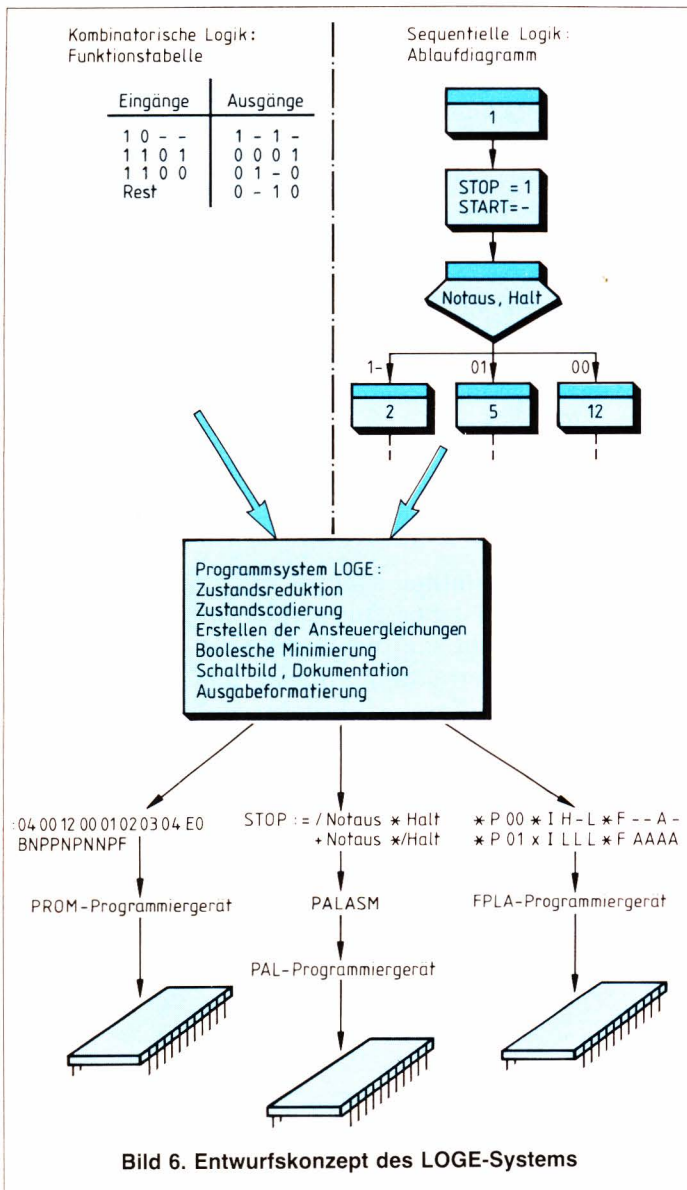 Kombinatorische Logik:
Funktionstabelle
Eingänge Ausgänge
1 0 - - 1 - 1 -
1 1 0 1 0 0 0 1
1 1 0 0 0 1 - 0
Rest 0 - 1 0
Sequentielle Logik:
Ablaufdiagramm
1
STOP = 1
START = -
Notaus, Halt
1- 01 00
2 5 12
Programmsystem LOGE:
Zustandsreduktion
Zustandscodierung
Erstellen der Ansteuergleichungen
Boolesche Minimierung
Schaltbild, Dokumentation
Ausgabeformatierung
:04 00 12 00 01 02 03 04 E0
BNPPNPNNPF
PROM-Programmiergerät
STOP := / Notaus * Halt
+ Notaus */Halt
PALASM
PAL-Programmiergerät
* P 00 * I H - L * F - - A -
* P 01 x I L L L * F AAAA
FPLA-Programmiergerät
Bild 6. Entwurfskonzept des LOGE-Systems